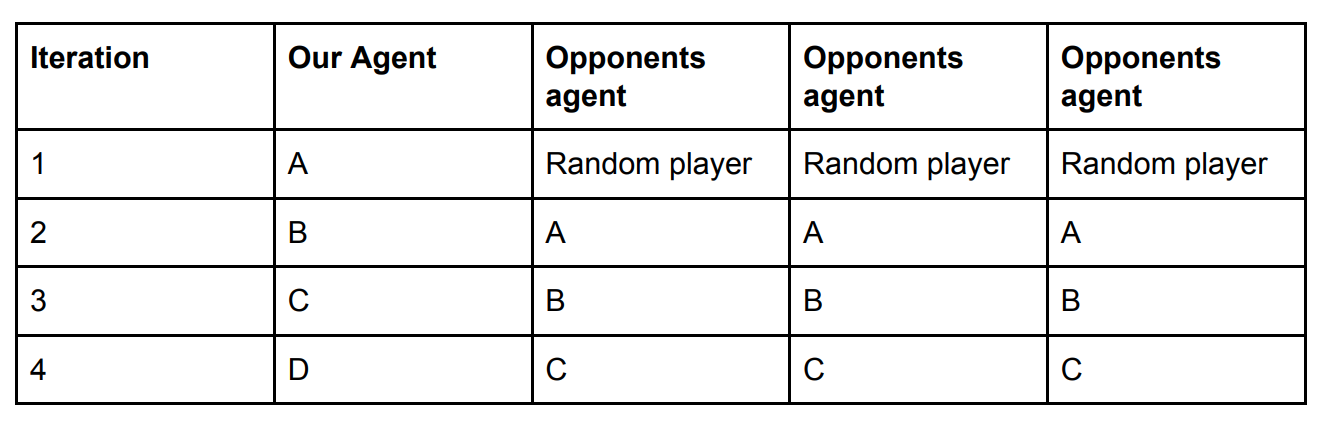 Iteration Our Agent Opponents agent Opponents agent Opponents agent
1 A Random player Random player Random player
2 B A A A
3 C B B B
4 D C C C